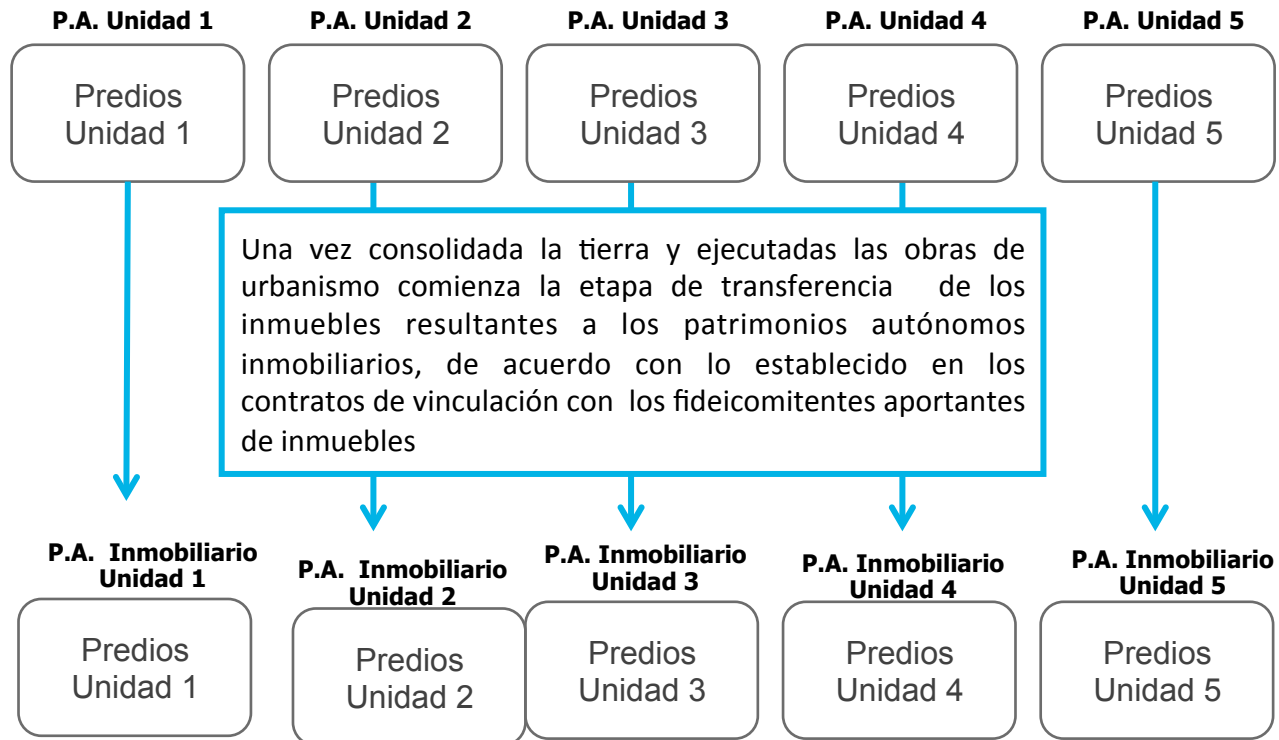 P.A. Unidad 1
P.A. Unidad 2
P.A. Unidad 3
P.A. Unidad 4
P.A. Unidad 5
Predios
Unidad 1
Predios
Unidad 2
Predios
Unidad 3
Predios
Unidad 4
Predios
Unidad 5
Una vez consolidada la tierra y ejecutadas las obras de
urbanismo comienza la etapa de transferencia de los
inmuebles resultantes a los patrimonios autónomos
inmobiliarios, de acuerdo con lo establecido en los
contratos de vinculación con los fideicomitentes aportantes
de inmuebles
P.A. Inmobiliario
Unidad 1
P.A. Inmobiliario
Unidad 2
P.A. Inmobiliario
Unidad 3
P.A. Inmobiliario
Unidad 4
P.A. Inmobiliario
Unidad 5
Predios
Unidad 1
Predios
Unidad 2
Predios
Unidad 3
Predios
Unidad 4
Predios
Unidad 5